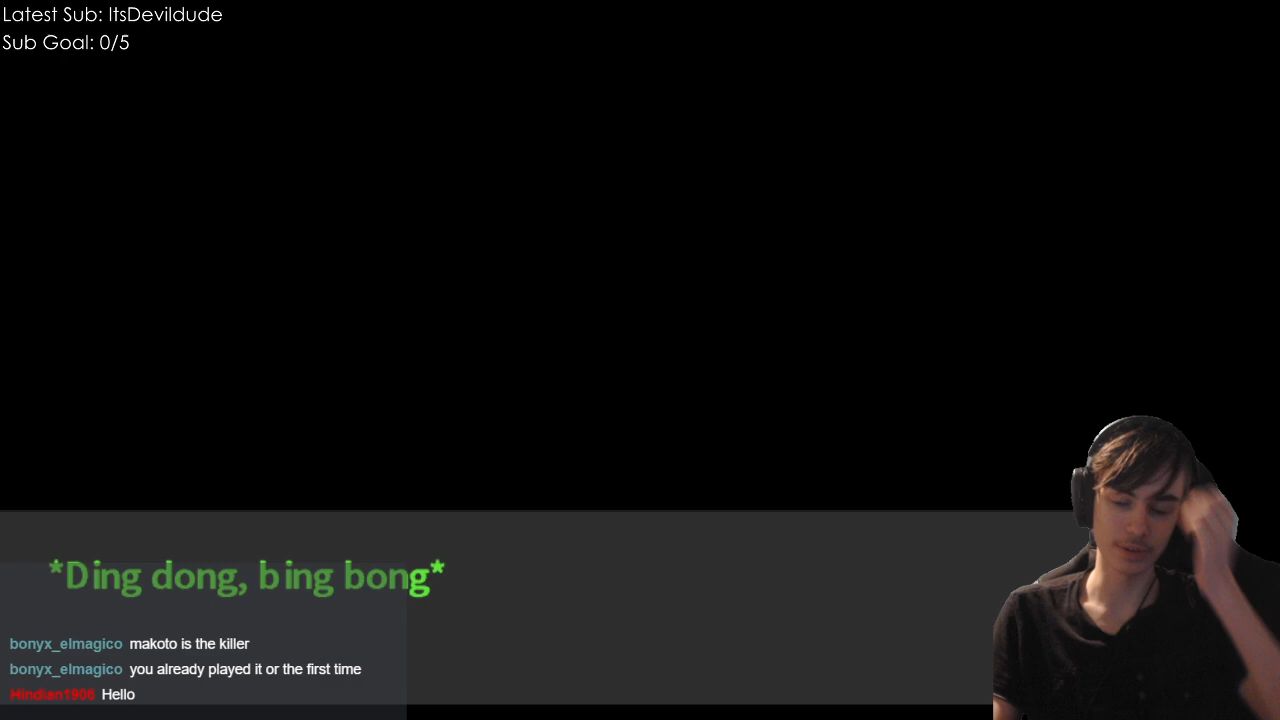 Latest Sub: ItsDevildude
Sub Goal: 0/5
*Ding dong, bing bong*
bonyx_elmagico makoto is the killer
bonyx_elmagico you already played it or the first time
Hindian1906 Hello